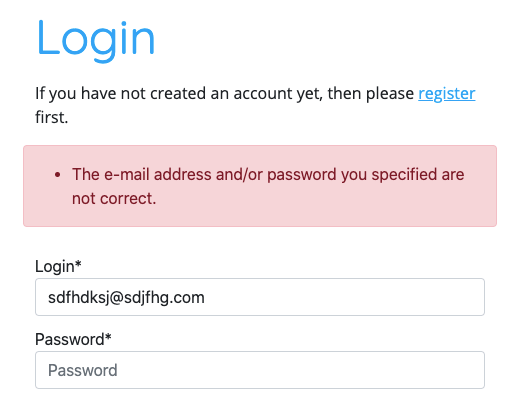 Login
If you have not created an account yet, then please register
first.
• The e-mail address and/or password you specified are
not correct.
Login*
sdfhdksj@sdjfhg.com
Password*
Password